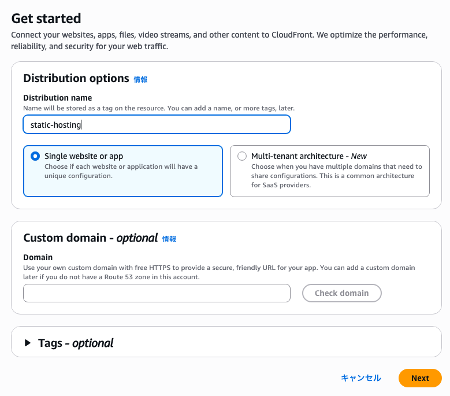 Get started
Connect your websites, apps, files, video streams, and other content to CloudFront. We optimize the performance,
reliability, and security for your web traffic.
Distribution options 情報
Distribution name
Name will be stored as a tag on the resource. You can add a name, or more tags, later.
static-hosting
Single website or app
Choose if each website or application will have a
unique configuration.
Multi-tenant architecture - New
Choose when you have multiple domains that need to
share configurations. This is a common architecture
for SaaS providers.
Custom domain - optional 情報
Domain
Use your own custom domain with free HTTPS to provide a secure, friendly URL for your app. You can add a custom domain
later if you do not have a Route 53 zone in this account.
Check domain
Tags - optional
キャンセル
Next